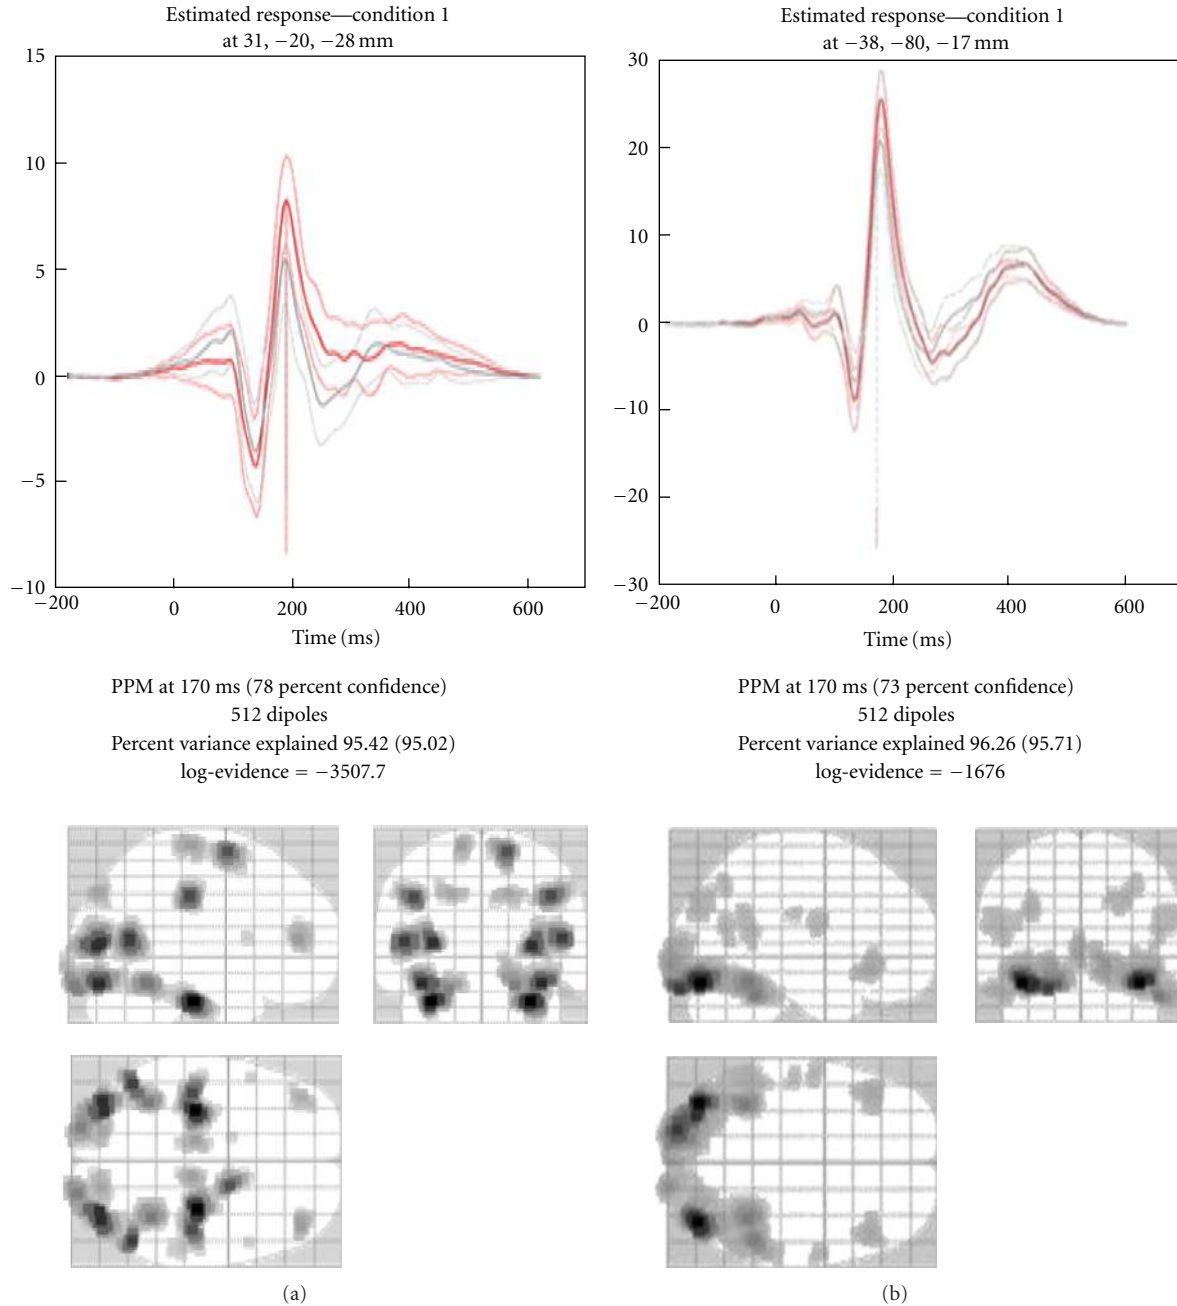 Estimated response—condition 1
at 31, −20, −28 mm
15
10
5
0
−5
−10
−200
0
200
400
600
Time (ms)
PPM at 170 ms (78 percent confidence)
512 dipoles
Percent variance explained 95.42 (95.02)
log-evidence = −3507.7
(a)
Estimated response—condition 1
at −38, −80, −17 mm
30
20
10
0
−10
−20
−30
−200
0
200
400
600
Time (ms)
PPM at 170 ms (73 percent confidence)
512 dipoles
Percent variance explained 96.26 (95.71)
log-evidence = −1676
(b)